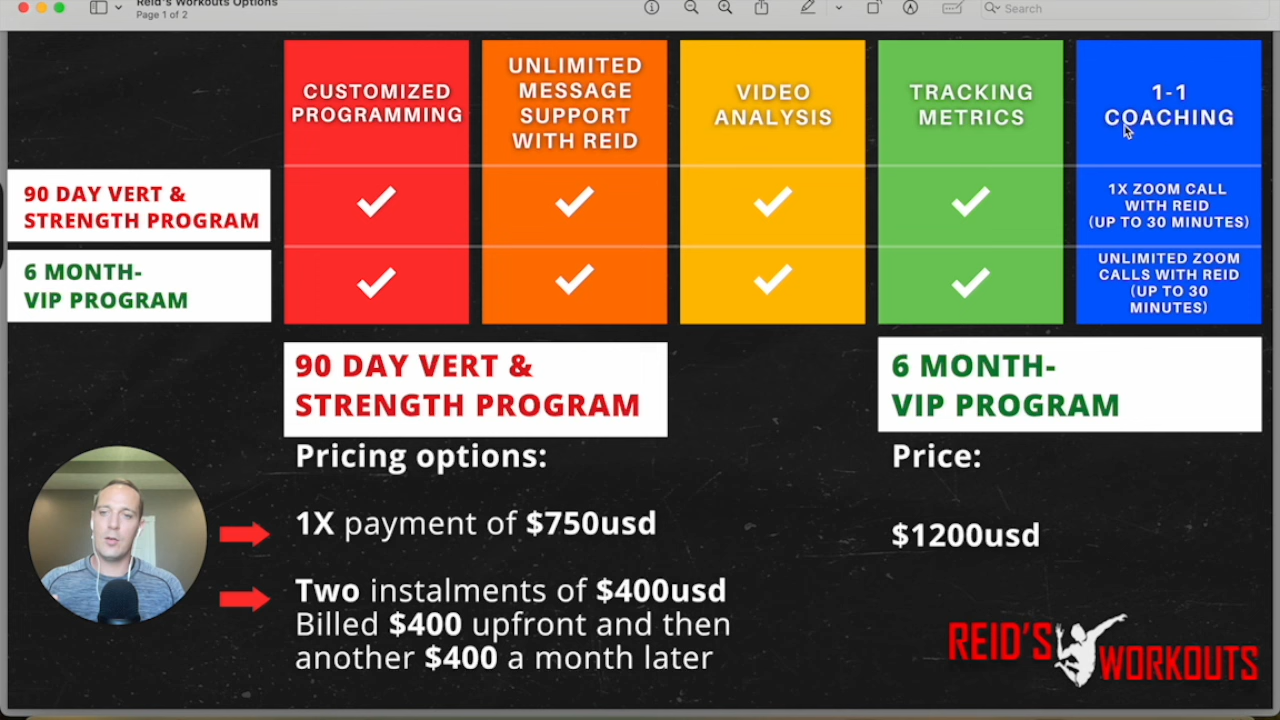 Reid's Workouts Options
Page 1 of 2
Search
CUSTOMIZED
PROGRAMMING
UNLIMITED
MESSAGE
SUPPORT
WITH REID
VIDEO
ANALYSIS
TRACKING
METRICS
1-1
COACHING
90 DAY VERT &
STRENGTH PROGRAM
1X ZOOM CALL
WITH REID
(UP TO 30 MINUTES)
6 MONTH-
VIP PROGRAM
UNLIMITED ZOOM
CALLS WITH REID
(UP TO 30
MINUTES)
90 DAY VERT &
STRENGTH PROGRAM
Pricing options:
1X payment of $750usd
Two instalments of $400usd
Billed $400 upfront and then
another $400 a month later
6 MONTH-
VIP PROGRAM
Price:
$1200usd
REID'S
WORKOUTS